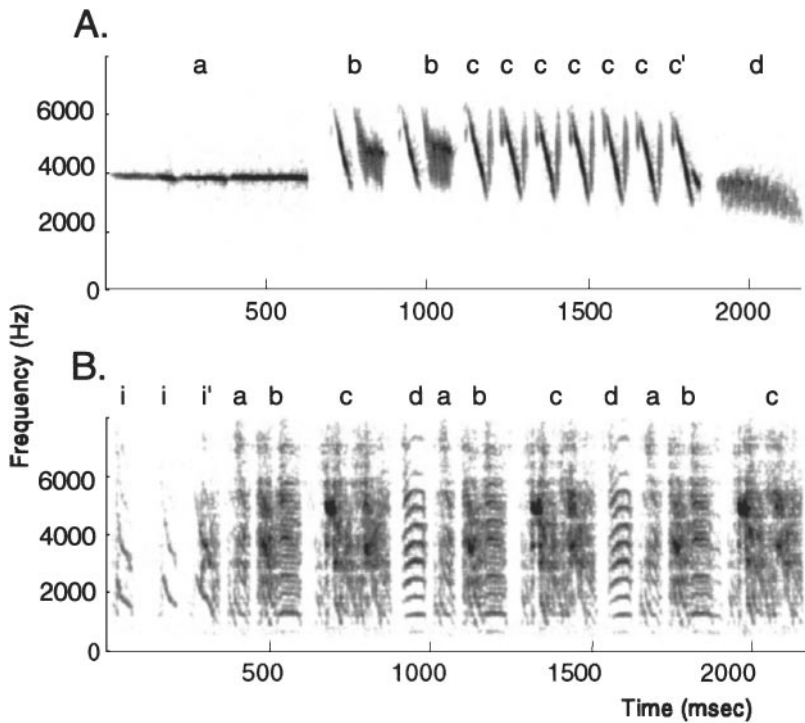 A.
a b b c c c c c c c' d
6000
4000
2000
0
500 1000 1500 2000
Frequency (Hz)
B.
i i i' a b c d a b c d a b c
6000
4000
2000
0
500 1000 1500 2000
Time (msec)